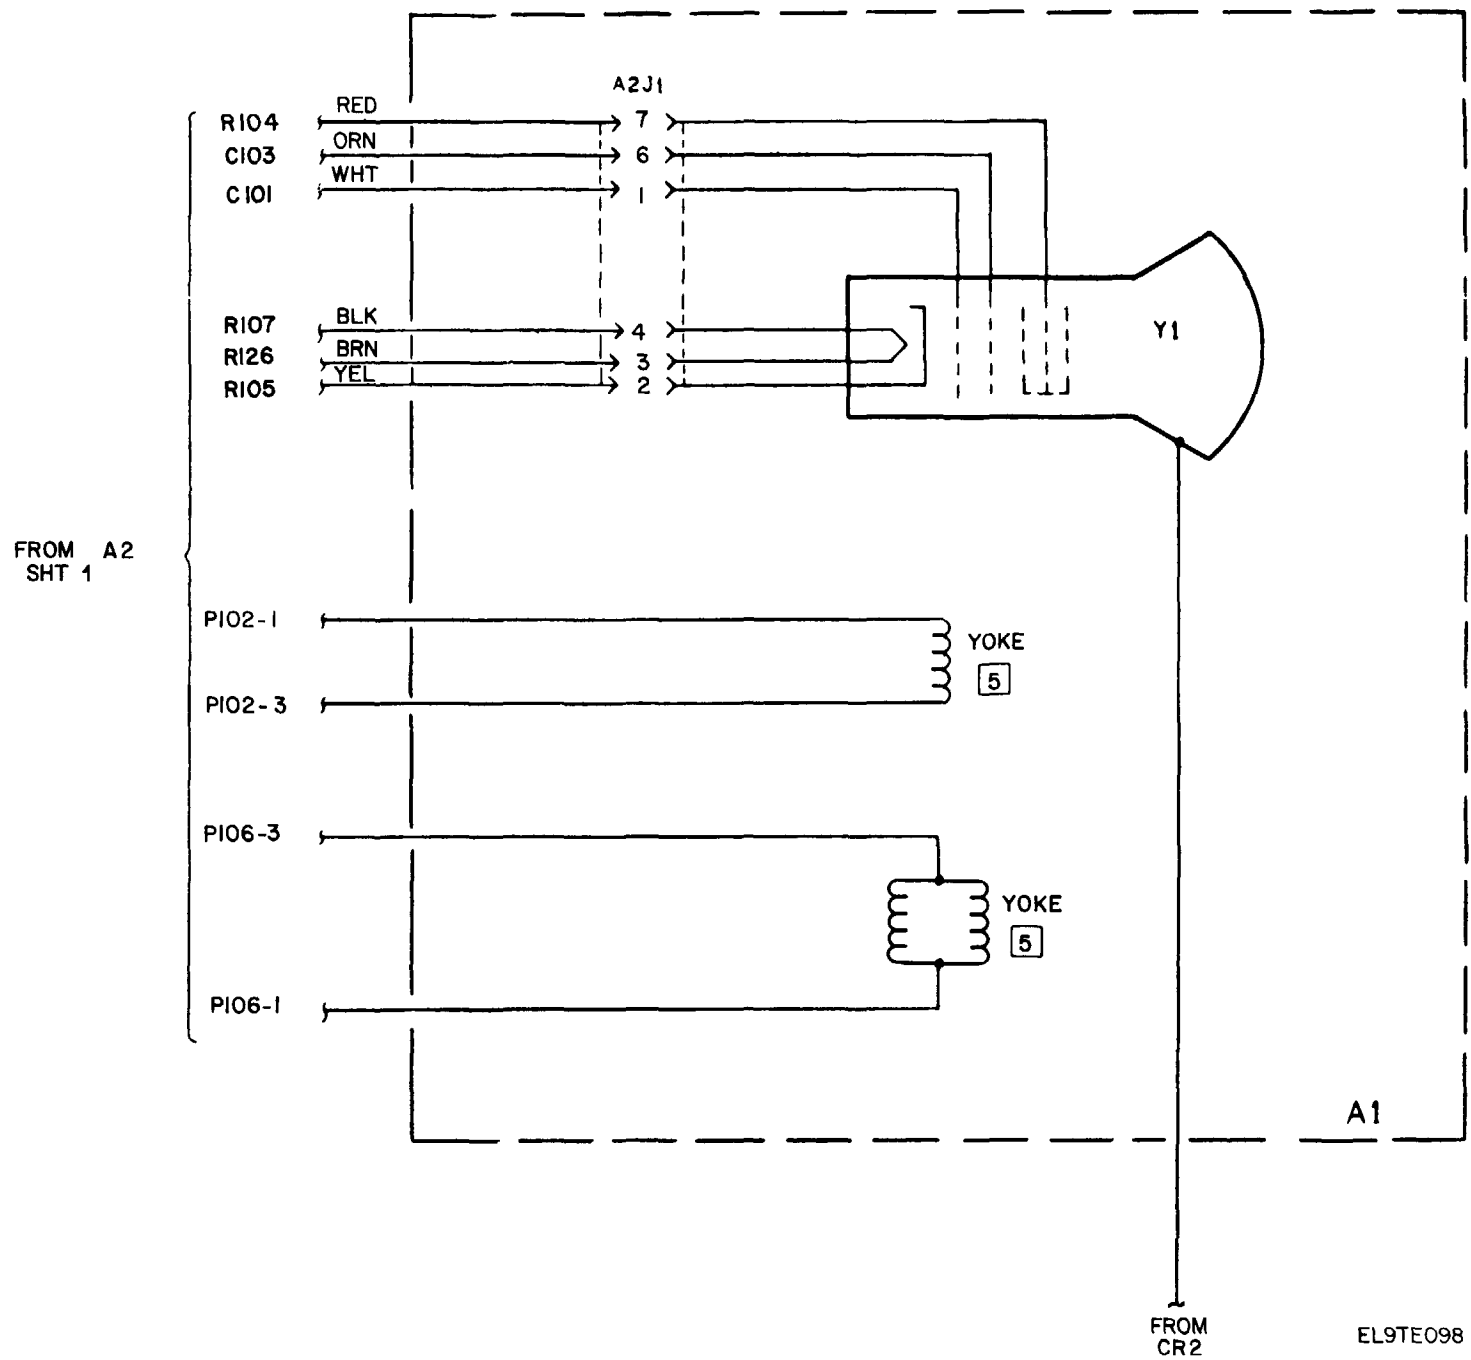 A2J1
R104 RED 7
C103 ORN 6
C101 WHT 1
R107 BLK 4
R126 BRN 3
R105 YEL 2
Y1
FROM A2
SHT 1
P102-1
YOKE
5
P102-3
P106-3
YOKE
5
P106-1
A1
FROM
CR2
EL9TE098